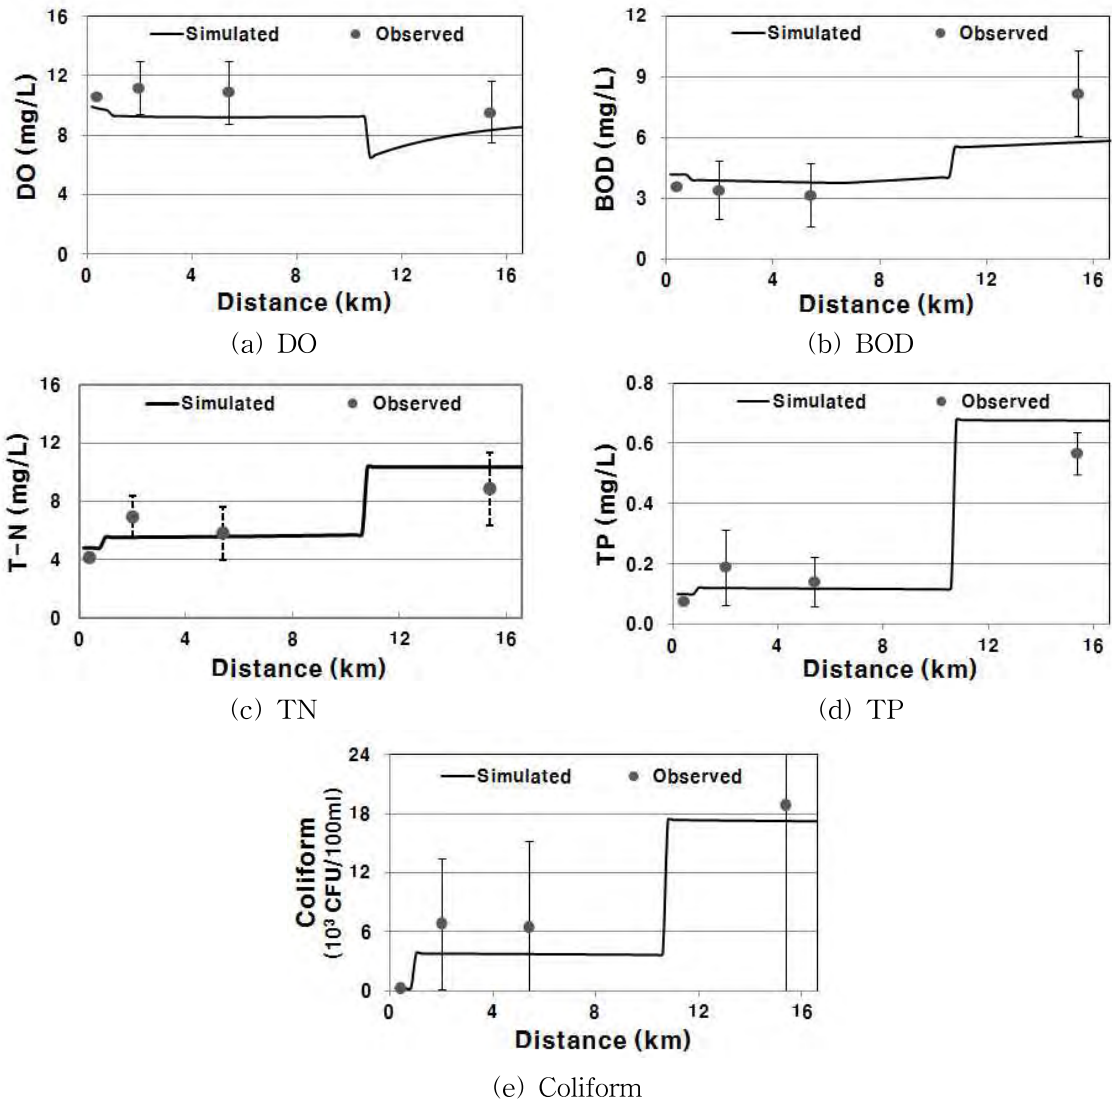 16
12
8
4
0
DO (mg/L)
Simulated Observed
0 4 8 12 16
Distance (km)
(a) DO
12
9
6
3
0
BOD (mg/L)
Simulated Observed
0 4 8 12 16
Distance (km)
(b) BOD
16
12
8
4
0
T-N (mg/L)
Simulated Observed
0 4 8 12 16
Distance (km)
(c) TN
0.8
0.6
0.4
0.2
0.0
TP (mg/L)
Simulated Observed
0 4 8 12 16
Distance (km)
(d) TP
24
18
12
6
0
Coliform
(10³ CFU/100ml)
Simulated Observed
0 4 8 12 16
Distance (km)
(e) Coliform